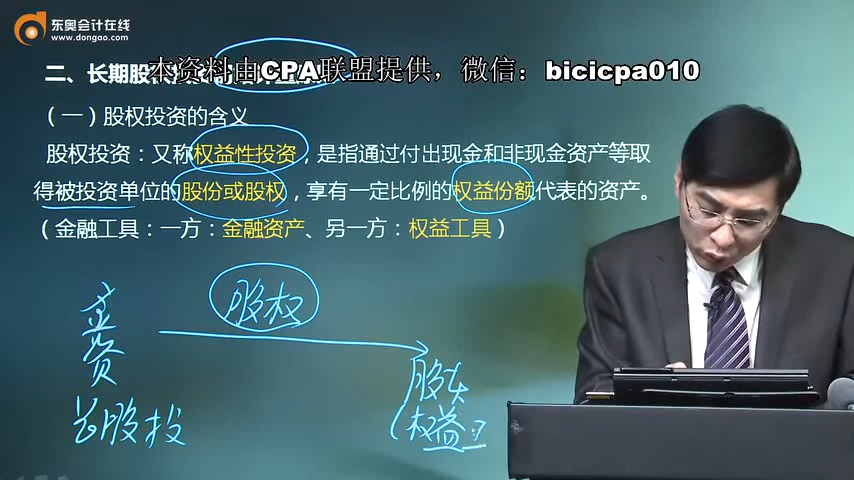 东奥会计在线
www.dongao.com
二、长期股
本资料由CPA联盟提供，微信：bicicpa010
（一）股权投资的含义
股权投资：又称权益性投资，是指通过付出现金和非现金资产等取
得被投资单位的股份或股权，享有一定比例的权益份额代表的资产。
（金融工具：一方：金融资产、另一方：权益工具）
股权
金资
长股投
股东
（权益